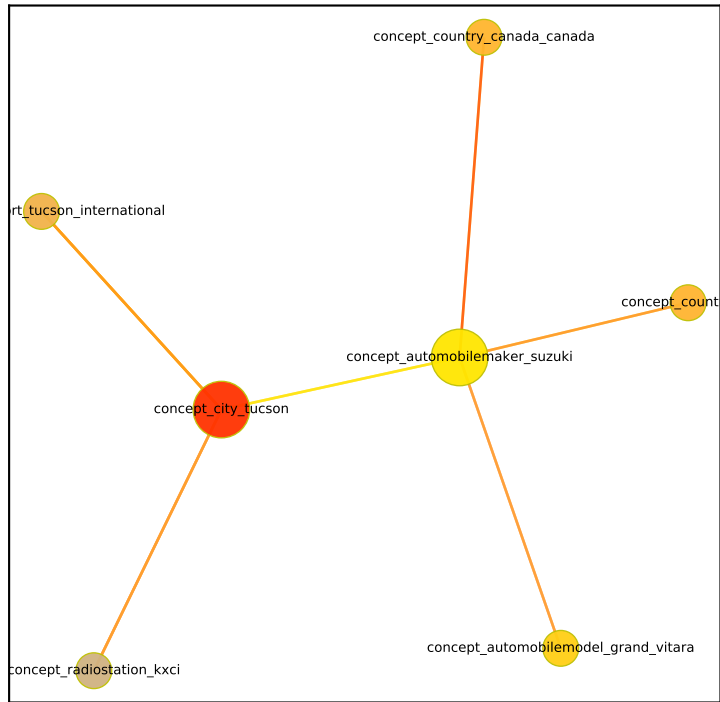 concept_country_canada_canada
rt_tucson_international
concept_count
concept_automobilemaker_suzuki
concept_city_tucson
concept_automobilemodel_grand_vitara
concept_radiostation_kxci